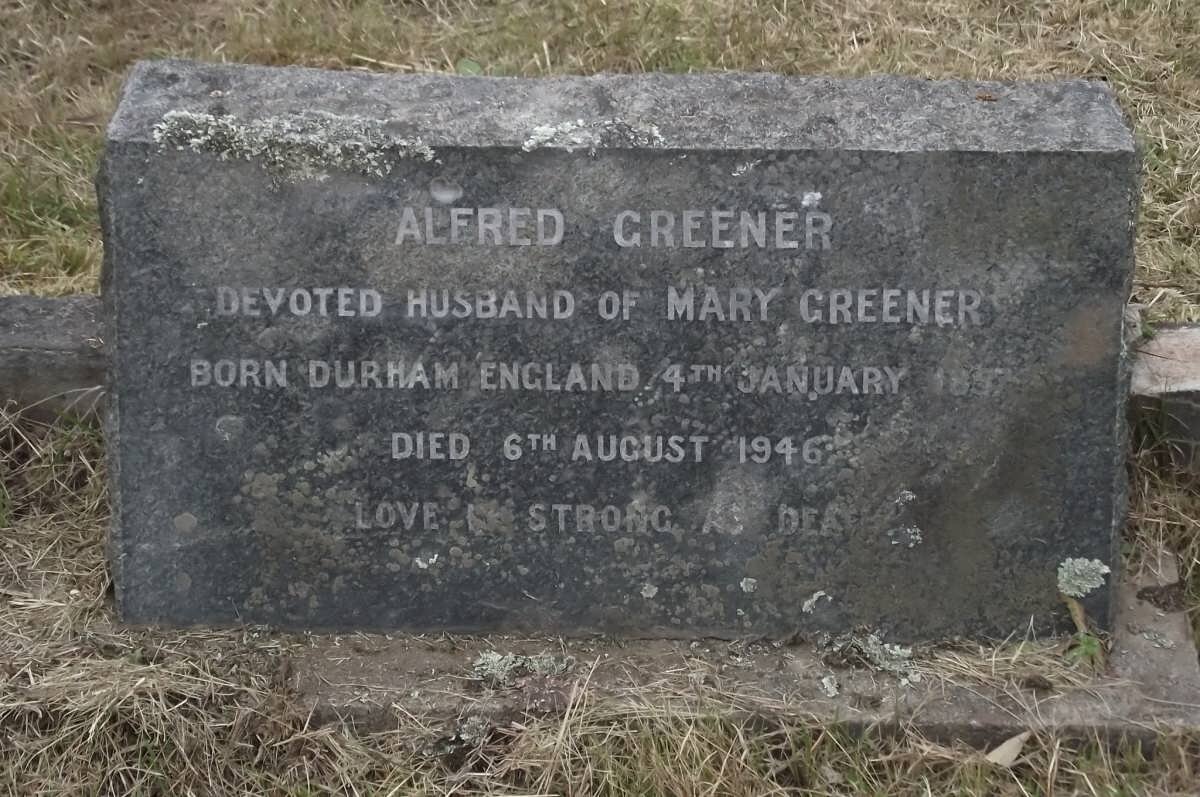 ALFRED GREENER
DEVOTED HUSBAND OF MARY GREENER
BORN DURHAM ENGLAND 4TH JANUARY
DIED 6TH AUGUST 1946
LOVE STRONG